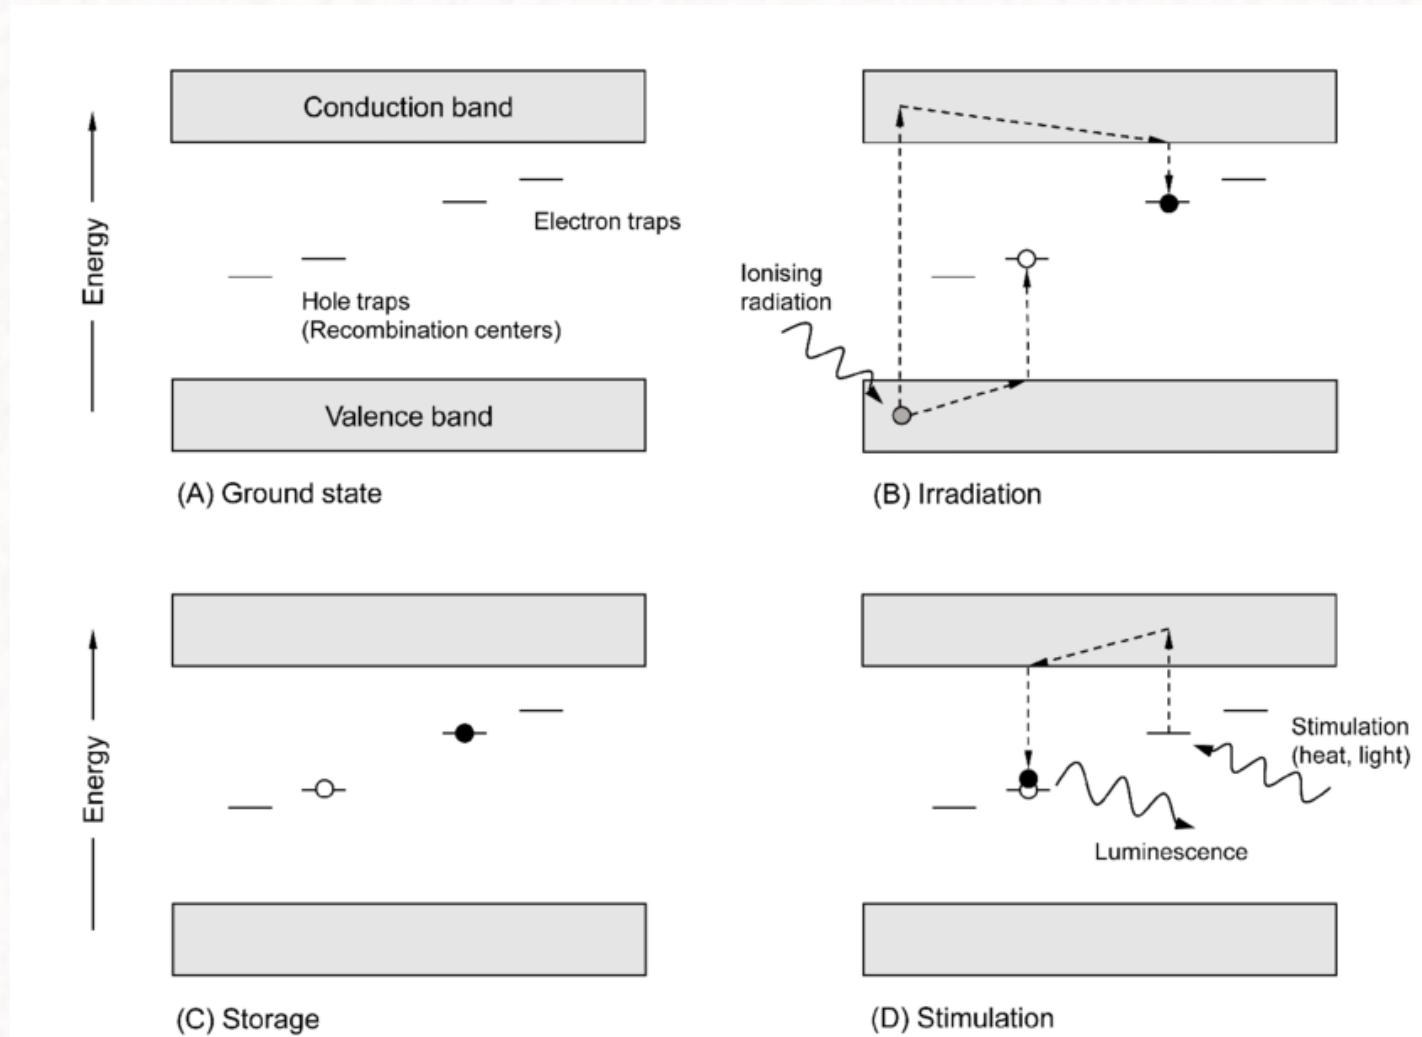 Conduction band
Electron traps
Energy
Hole traps
(Recombination centers)
Valence band
(A) Ground state
Ionising
radiation
(B) Irradiation
Energy
(C) Storage
Stimulation
(heat, light)
Luminescence
(D) Stimulation